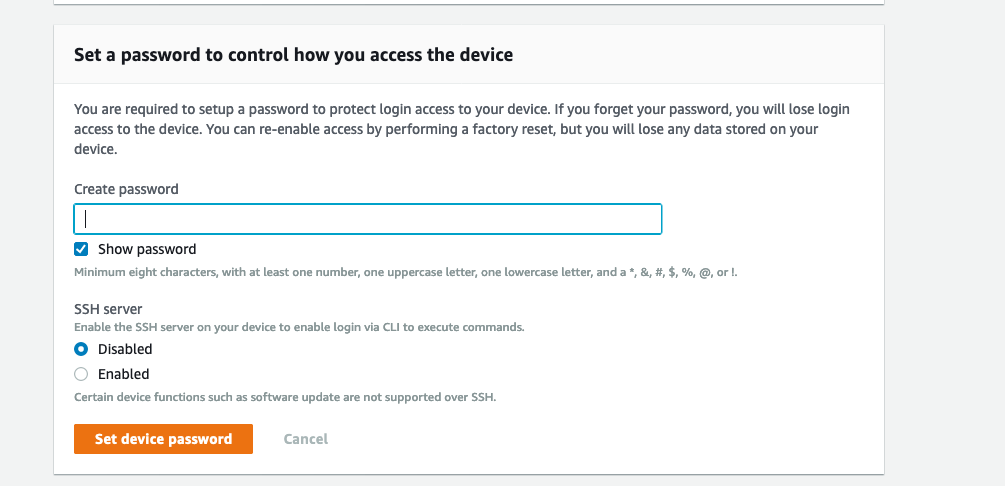 Set a password to control how you access the device
You are required to setup a password to protect login access to your device. If you forget your password, you will lose login
access to the device. You can re-enable access by performing a factory reset, but you will lose any data stored on your
device.
Create password
Show password
Minimum eight characters, with at least one number, one uppercase letter, one lowercase letter, and a *, &, #, $, %, @, or !.
SSH server
Enable the SSH server on your device to enable login via CLI to execute commands.
Disabled
Enabled
Certain device functions such as software update are not supported over SSH.
Set device password Cancel